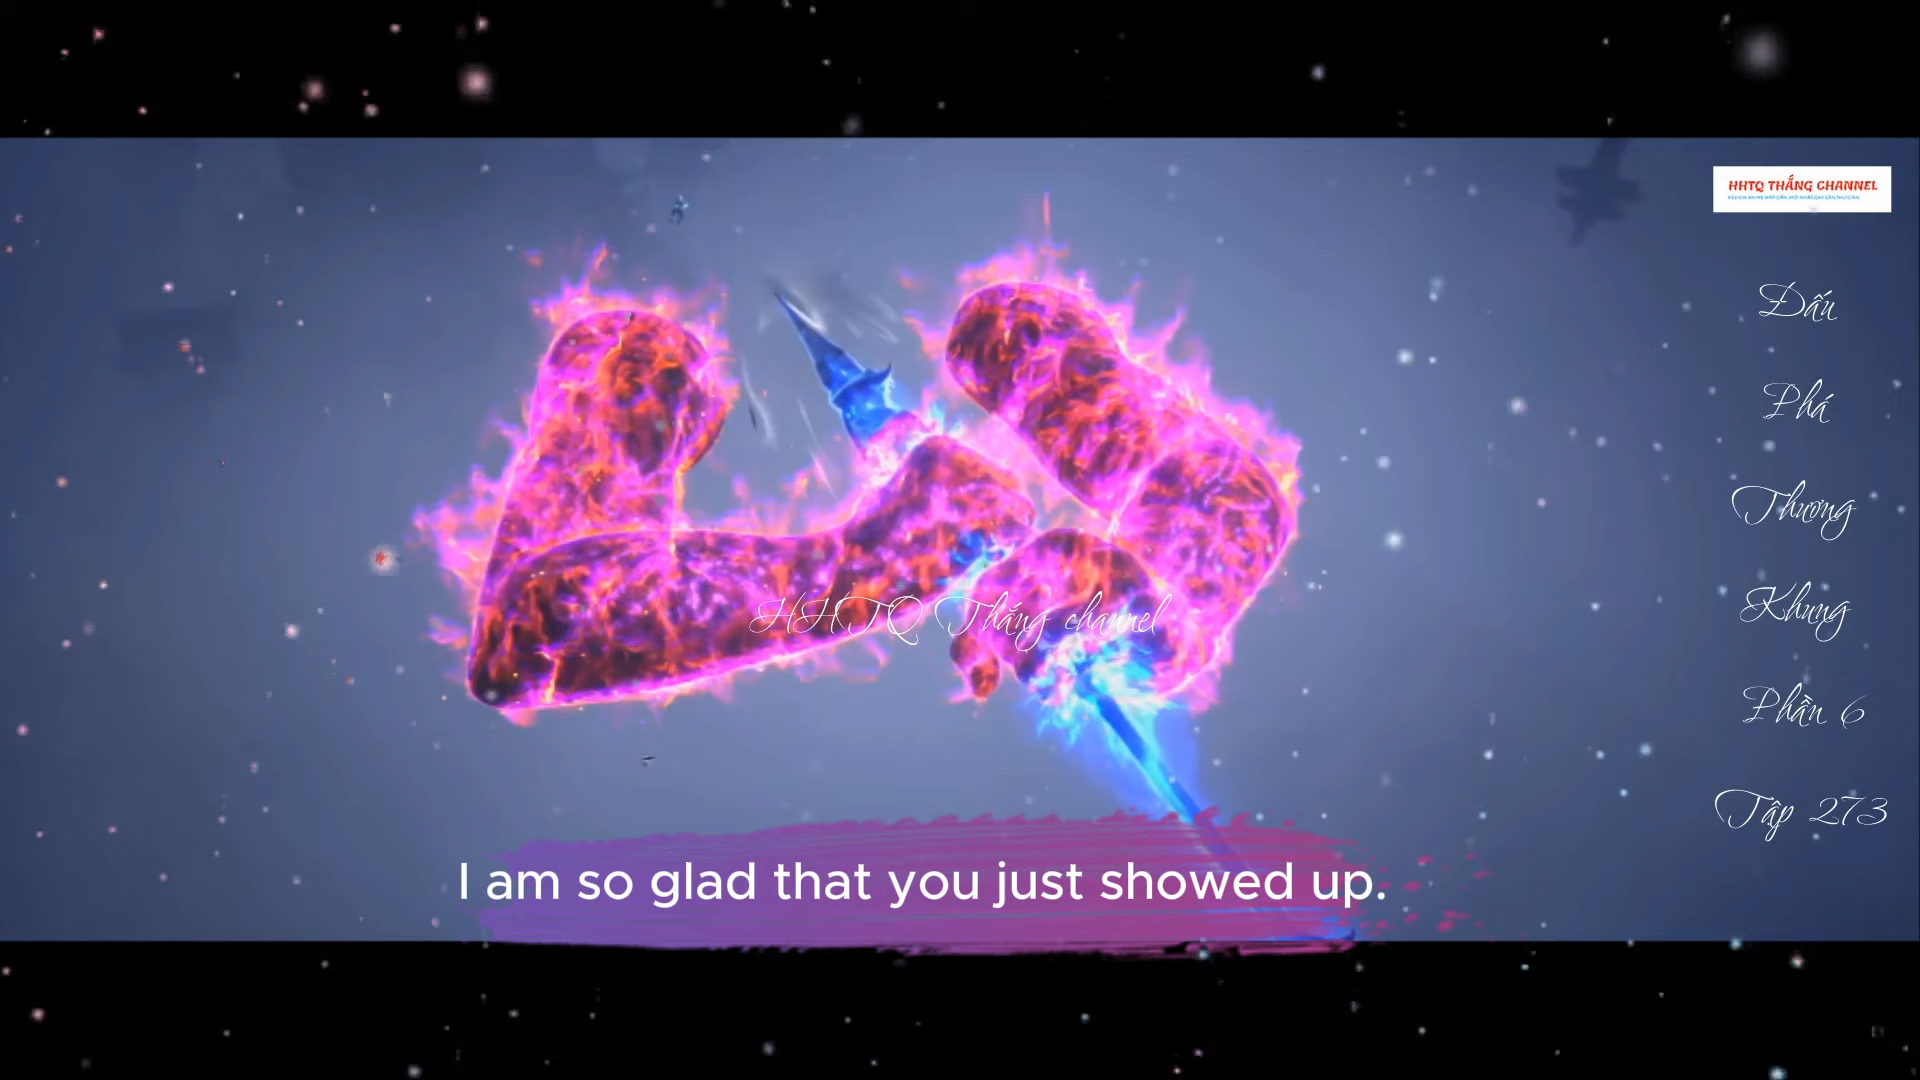 HHTQ THẮNG CHANNEL
Đấu
Phá
Thương
Khung
Phần 6
Tập 273
HHTQ Thắng channel
I am so glad that you just showed up.